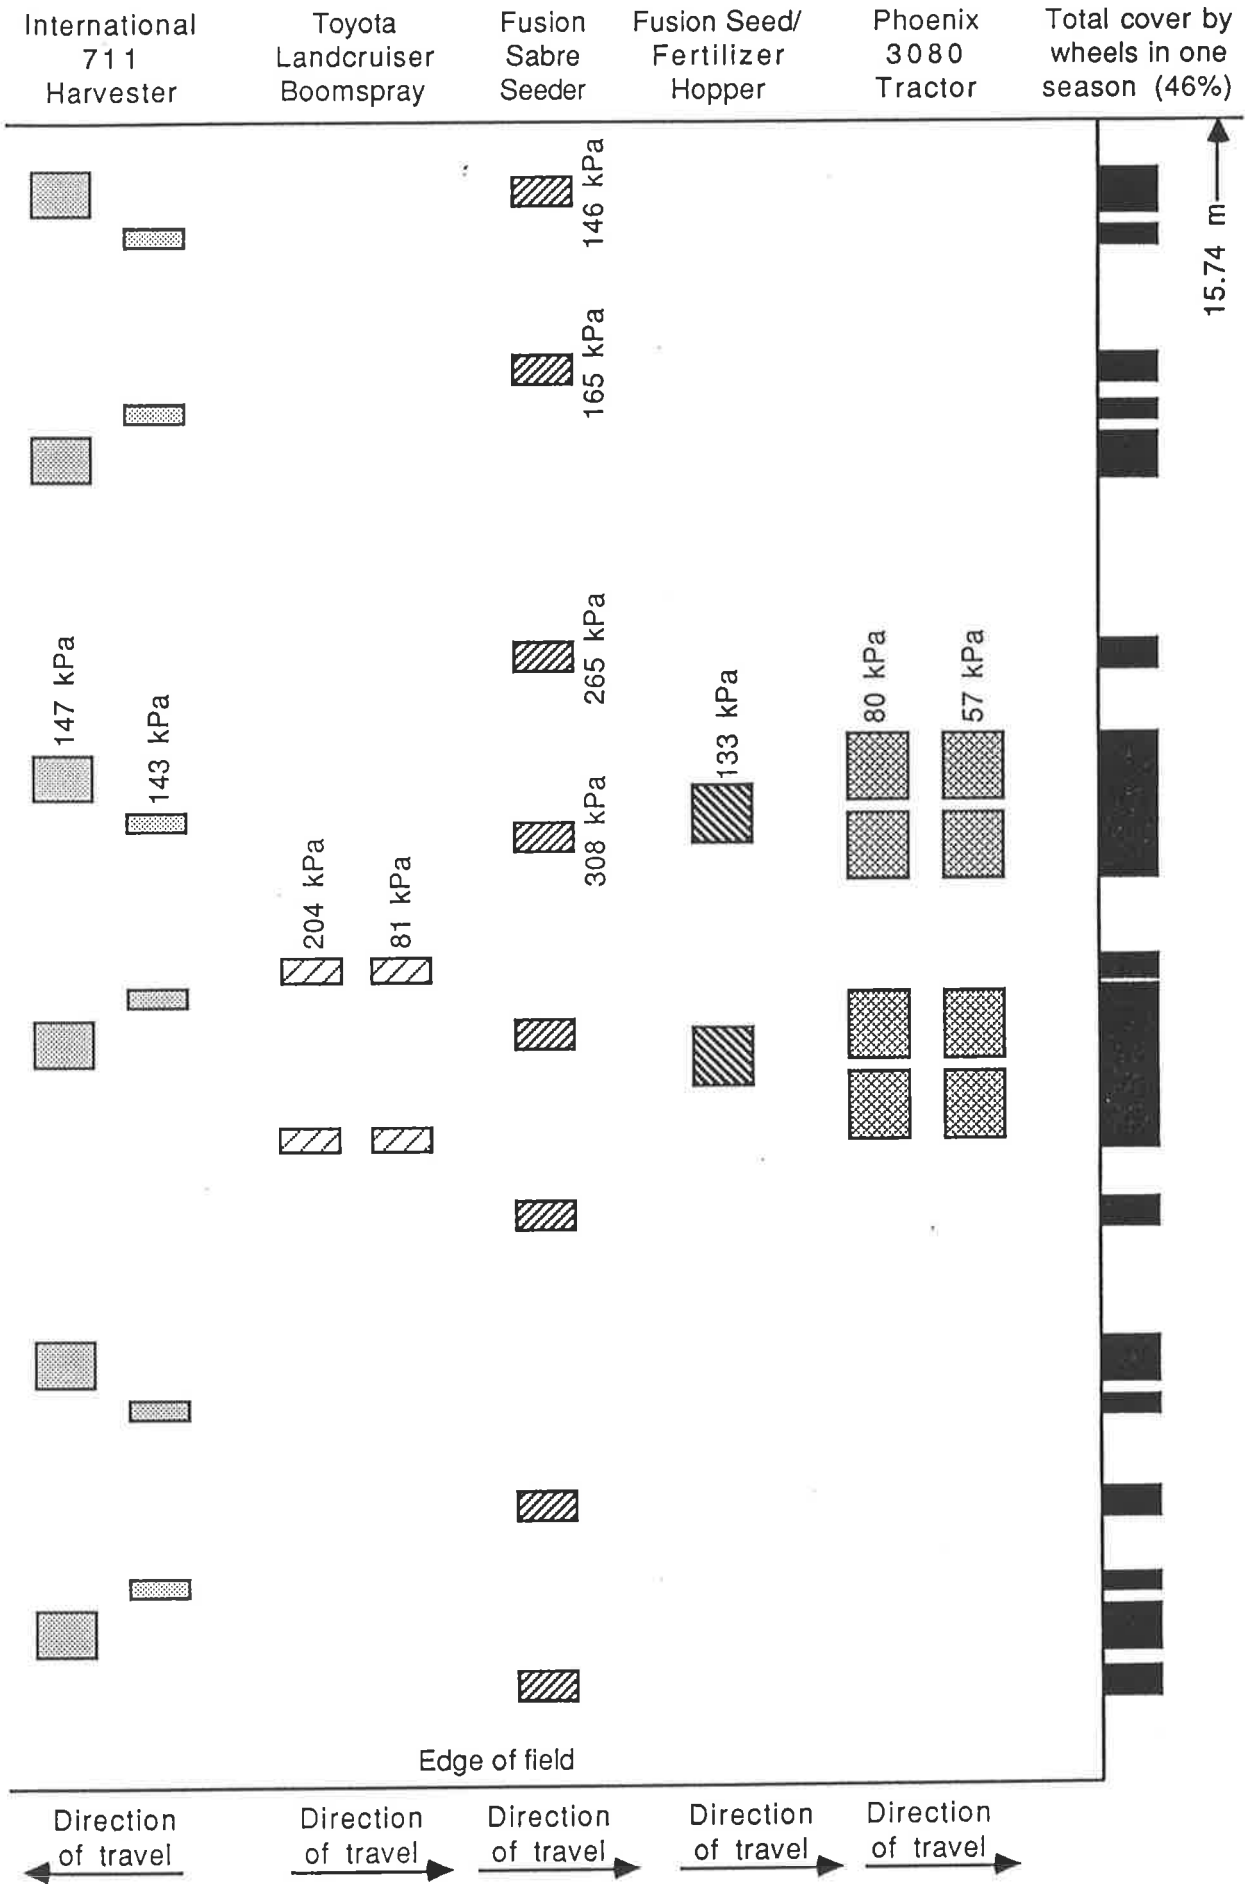 International
711
Harvester
Toyota
Landcruiser
Boomspray
Fusion
Sabre
Seeder
Fusion Seed/
Fertilizer
Hopper
Phoenix
3080
Tractor
Total cover by
wheels in one
season (46%)
146 kPa
15.74 m
165 kPa
265 kPa
147 kPa
143 kPa
80 kPa
57 kPa
133 kPa
308 kPa
204 kPa
81 kPa
Edge of field
Direction
of travel
Direction
of travel
Direction
of travel
Direction
of travel
Direction
of travel